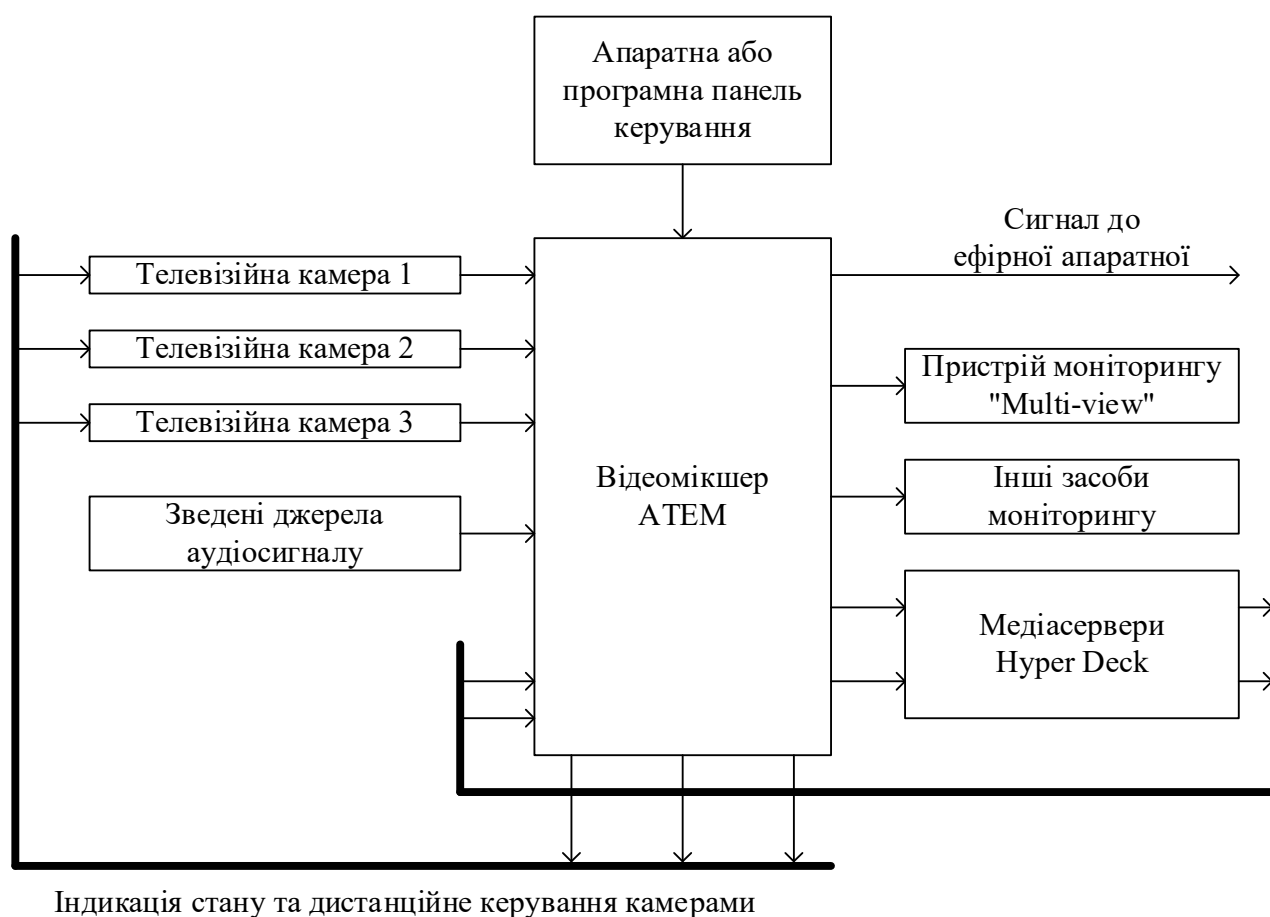 Апаратна або
програмна панель
керування
Сигнал до
ефірної апаратної
Телевізійна камера 1
Телевізійна камера 2
Телевізійна камера 3
Зведені джерела
аудіосигналу
Відеомікшер
ATEM
Пристрій моніторингу
"Multi-view"
Інші засоби
моніторингу
Медіасервери
Hyper Deck
Індикація стану та дистанційне керування камерами